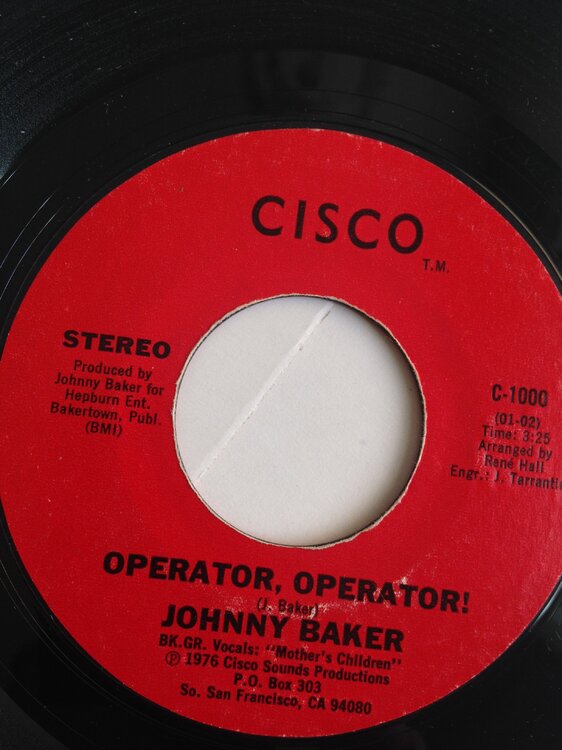 CISCO
T.M.
STEREO
Produced by
Johnny Baker for
Hepburn Ent.
Bakertown, Publ.
(BMI)
C-1000
(01-02)
Time: 3:25
Arranged by
René Hall
Engr.: J. Tarrantin
OPERATOR, OPERATOR!
(J. Baker)
JOHNNY BAKER
BK.GR. Vocals: "Mother's Children"
℗ 1976 Cisco Sounds Productions
P.O. Box 303
So. San Francisco, CA 94080